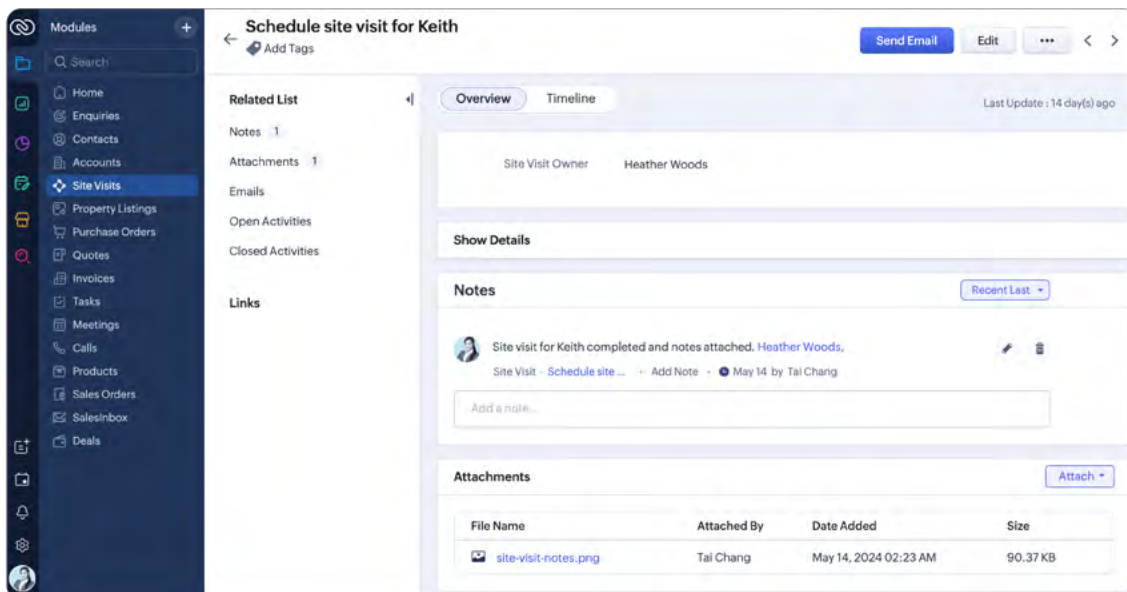 Modules
+
Search
Home
Enquiries
Contacts
Accounts
Site Visits
Property Listings
Purchase Orders
Quotes
Invoices
Tasks
Meetings
Calls
Products
Sales Orders
SalesInbox
Deals
Schedule site visit for Keith
Add Tags
Send Email
Edit
•••
Related List
Notes 1
Attachments 1
Emails
Open Activities
Closed Activities
Links
Overview
Timeline
Last Update : 14 day(s) ago
Site Visit Owner Heather Woods
Show Details
Notes
Recent Last
Site visit for Keith completed and notes attached. Heather Woods,
Site Visit - Schedule site ... · Add Note · May 14 by Tai Chang
Add a note...
Attachments
Attach
File Name Attached By Date Added Size
site-visit-notes.png Tai Chang May 14, 2024 02:23 AM 90.37 KB